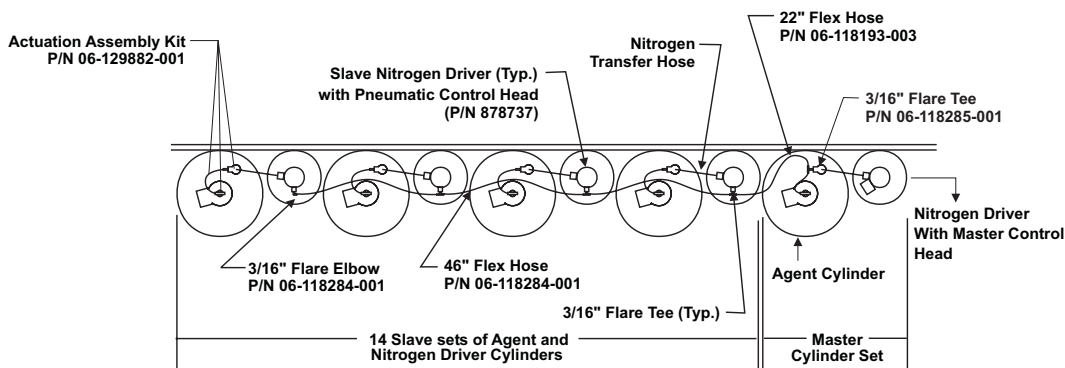 22" Flex Hose
P/N 06-118193-003
Actuation Assembly Kit
P/N 06-129882-001
Nitrogen
Transfer Hose
Slave Nitrogen Driver (Typ.)
with Pneumatic Control Head
(P/N 878737)
3/16" Flare Tee
P/N 06-118285-001
Nitrogen Driver
With Master Control
Head
3/16" Flare Elbow
P/N 06-118284-001
46" Flex Hose
P/N 06-118284-001
Agent Cylinder
3/16" Flare Tee (Typ.)
14 Slave sets of Agent and
Nitrogen Driver Cylinders
Master
Cylinder Set